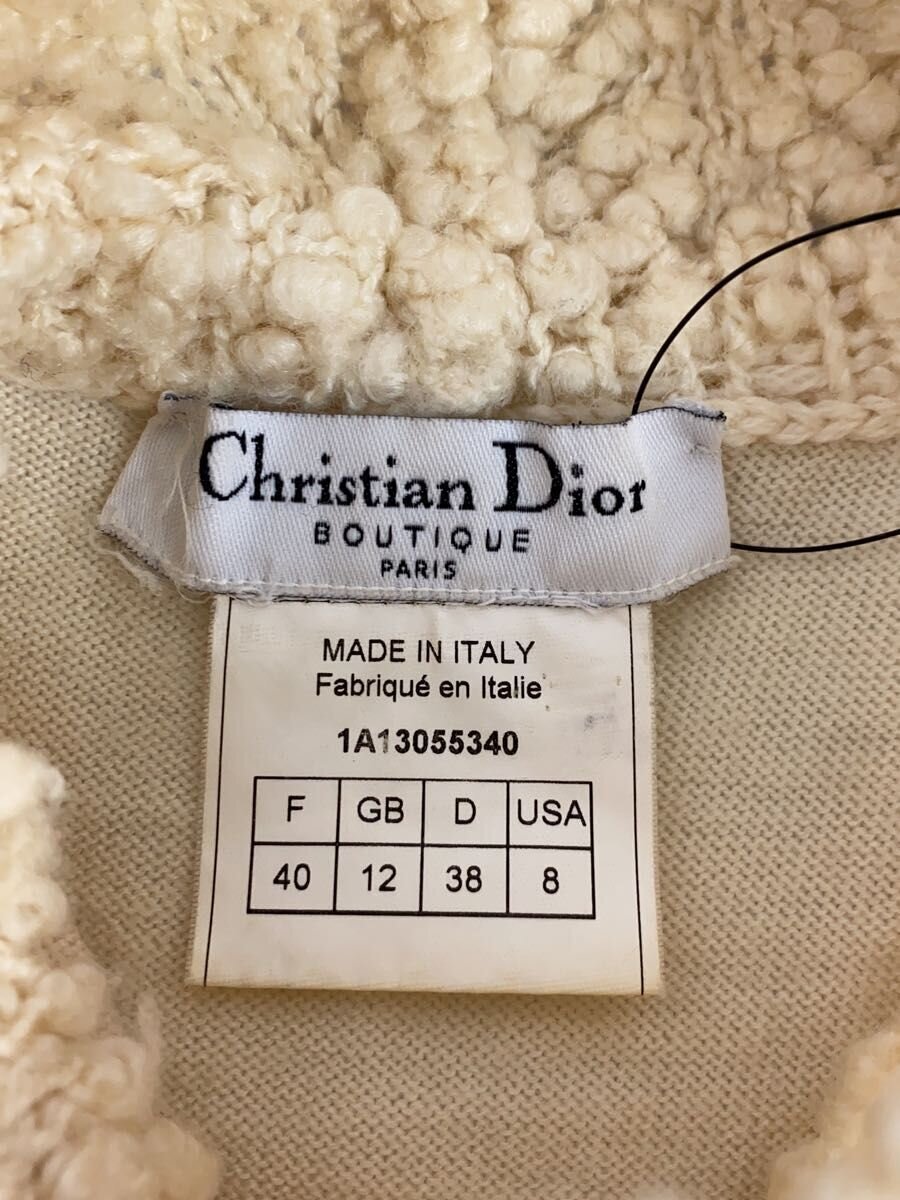 Christian Dior
BOUTIQUE
PARIS
MADE IN ITALY
Fabriqué en Italie
1A13055340
F GB D USA
40 12 38 8